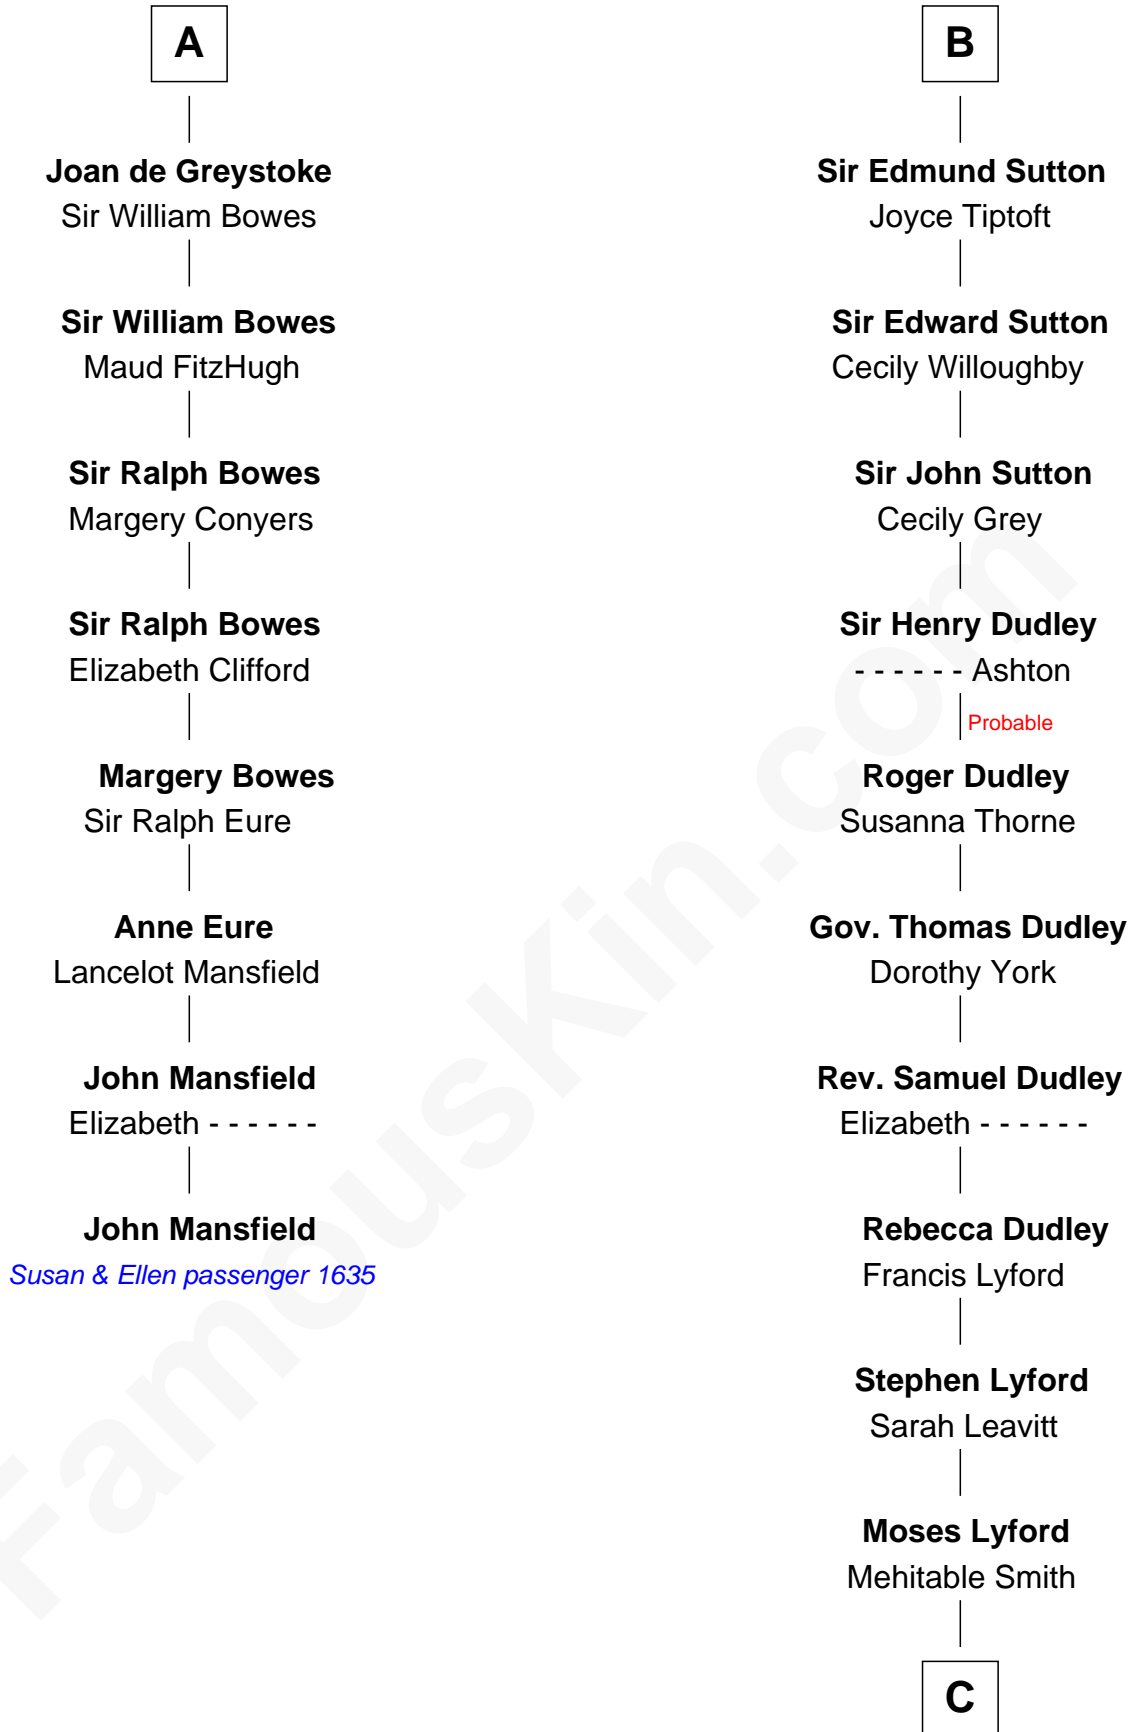 A
Joan de Greystoke
Sir William Bowes
Sir William Bowes
Maud FitzHugh
Sir Ralph Bowes
Margery Conyers
Sir Ralph Bowes
Elizabeth Clifford
Margery Bowes
Sir Ralph Eure
Anne Eure
Lancelot Mansfield
John Mansfield
Elizabeth - - - - - -
John Mansfield
Susan & Ellen passenger 1635
B
Sir Edmund Sutton
Joyce Tiptoft
Sir Edward Sutton
Cecily Willoughby
Sir John Sutton
Cecily Grey
Sir Henry Dudley
- - - - - - Ashton
Probable
Roger Dudley
Susanna Thorne
Gov. Thomas Dudley
Dorothy York
Rev. Samuel Dudley
Elizabeth - - - - - -
Rebecca Dudley
Francis Lyford
Stephen Lyford
Sarah Leavitt
Moses Lyford
Mehitable Smith
C
FamousKin.com